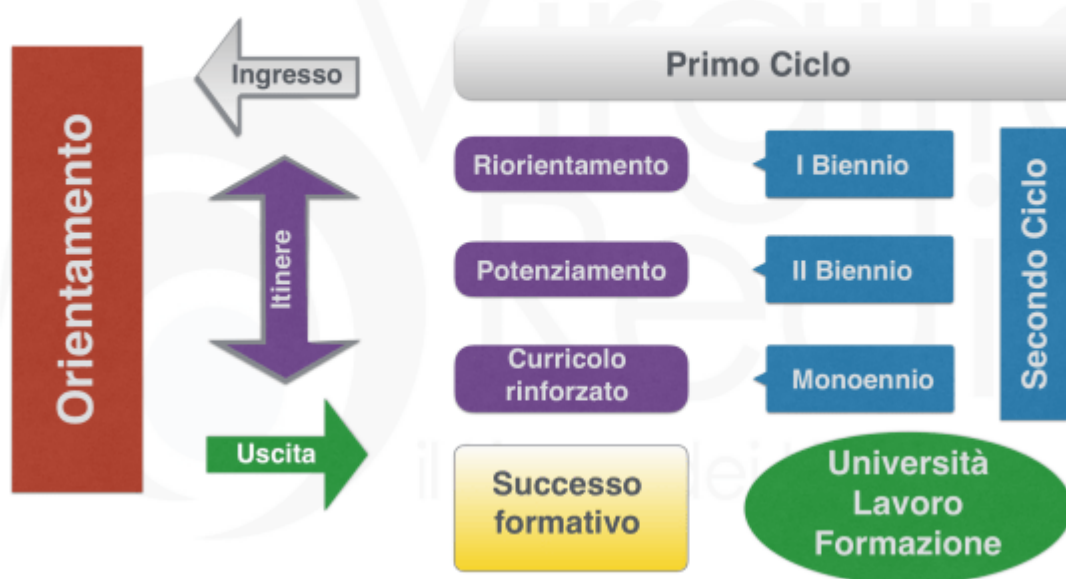 Orientamento
Ingresso
Primo Ciclo
Itinere
Riorientamento
I Biennio
Potenziamento
II Biennio
Curricolo
rinforzato
Monoennio
Secondo Ciclo
Uscita
Successo
formativo
Università
Lavoro
Formazione